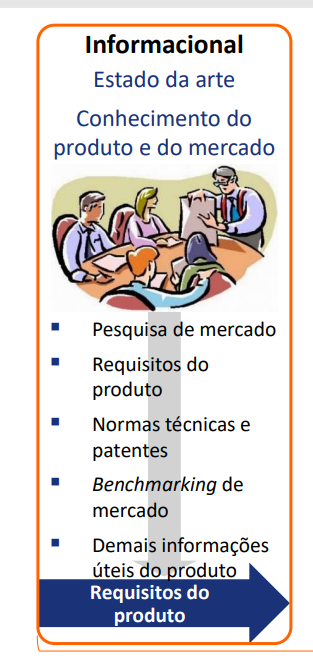 Informacional
Estado da arte
Conhecimento do
produto e do mercado
Pesquisa de mercado
Requisitos do
produto
Normas técnicas e
patentes
Benchmarking de
mercado
Demais informações
úteis do produto
Requisitos do
produto